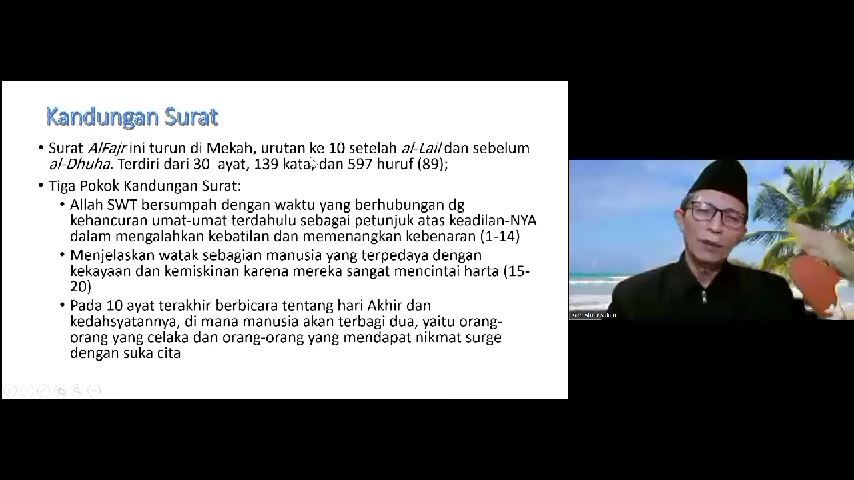 Kandungan Surat
• Surat AlFajr ini turun di Mekah, urutan ke 10 setelah al-Lail dan sebelum
al-Dhuha. Terdiri dari 30 ayat, 139 kata, dan 597 huruf (89);
• Tiga Pokok Kandungan Surat:
• Allah SWT bersumpah dengan waktu yang berhubungan dg
kehancuran umat-umat terdahulu sebagai petunjuk atas keadilan-NYA
dalam mengalahkan kebatilan dan memenangkan kebenaran (1-14)
• Menjelaskan watak sebagian manusia yang terpedaya dengan
kekayaan dan kemiskinan karena mereka sangat mencintai harta (15-
20)
• Pada 10 ayat terakhir berbicara tentang hari Akhir dan
kedahsyatannya, di mana manusia akan terbagi dua, yaitu orang-
orang yang celaka dan orang-orang yang mendapat nikmat surge
dengan suka cita